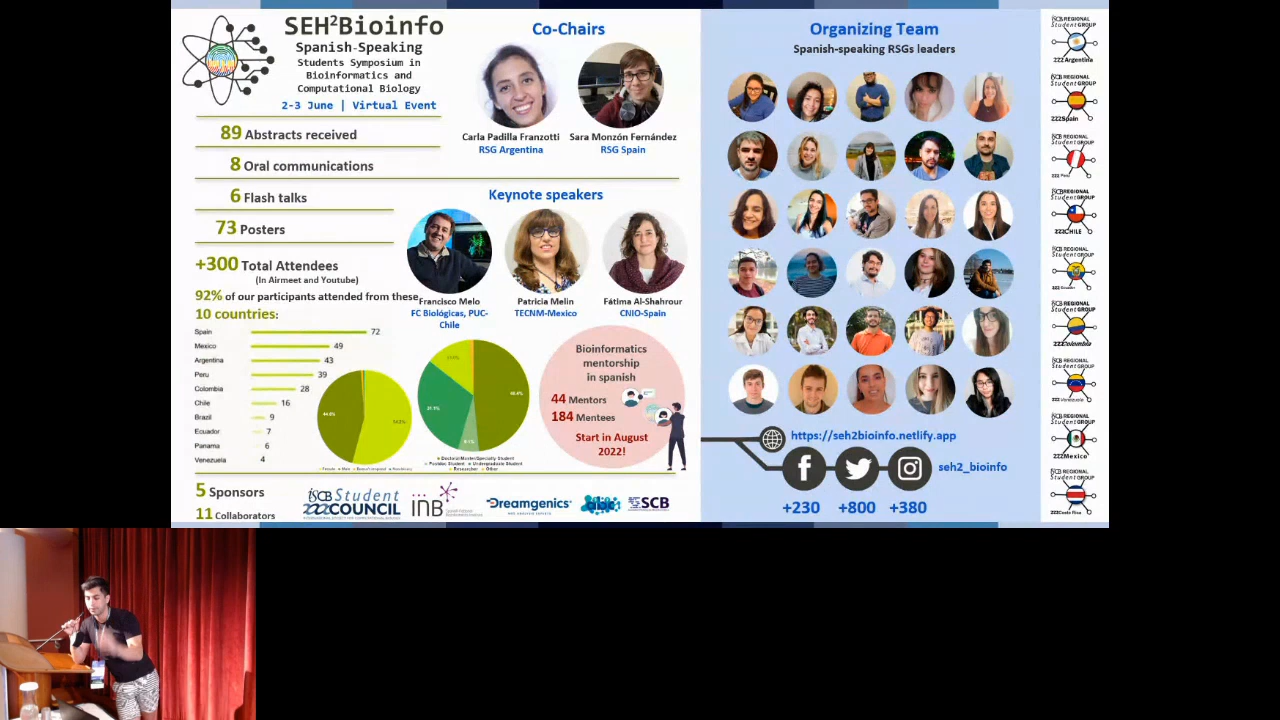 SEH²Bioinfo
Spanish-Speaking
Students Symposium in
Bioinformatics and
Computational Biology
2-3 June | Virtual Event
89 Abstracts received
8 Oral communications
6 Flash talks
73 Posters
+300 Total Attendees
(In Airmeet and Youtube)
92% of our participants attended from these
10 countries:
Spain 72
Mexico 49
Argentina 43
Peru 39
Colombia 28
Chile 16
Brazil 9
Ecuador 7
Panama 6
Venezuela 4
5 Sponsors
11 Collaborators
Co-Chairs
Carla Padilla Franzotti
RSG Argentina
Sara Monzón Fernández
RSG Spain
Keynote speakers
Francisco Melo
FC Biológicas, PUC-
Chile
Patricia Melin
TECNM-Mexico
Fátima Al-Shahrour
CNIO-Spain
Bioinformatics
mentorship
in spanish
44 Mentors
184 Mentees
Start in August
2022!
iSCB Student
COUNCIL
iNB
Dreamgenics
SCB
Organizing Team
Spanish-speaking RSGs leaders
https://seh2bioinfo.netlify.app
seh2_bioinfo
+230 +800 +380